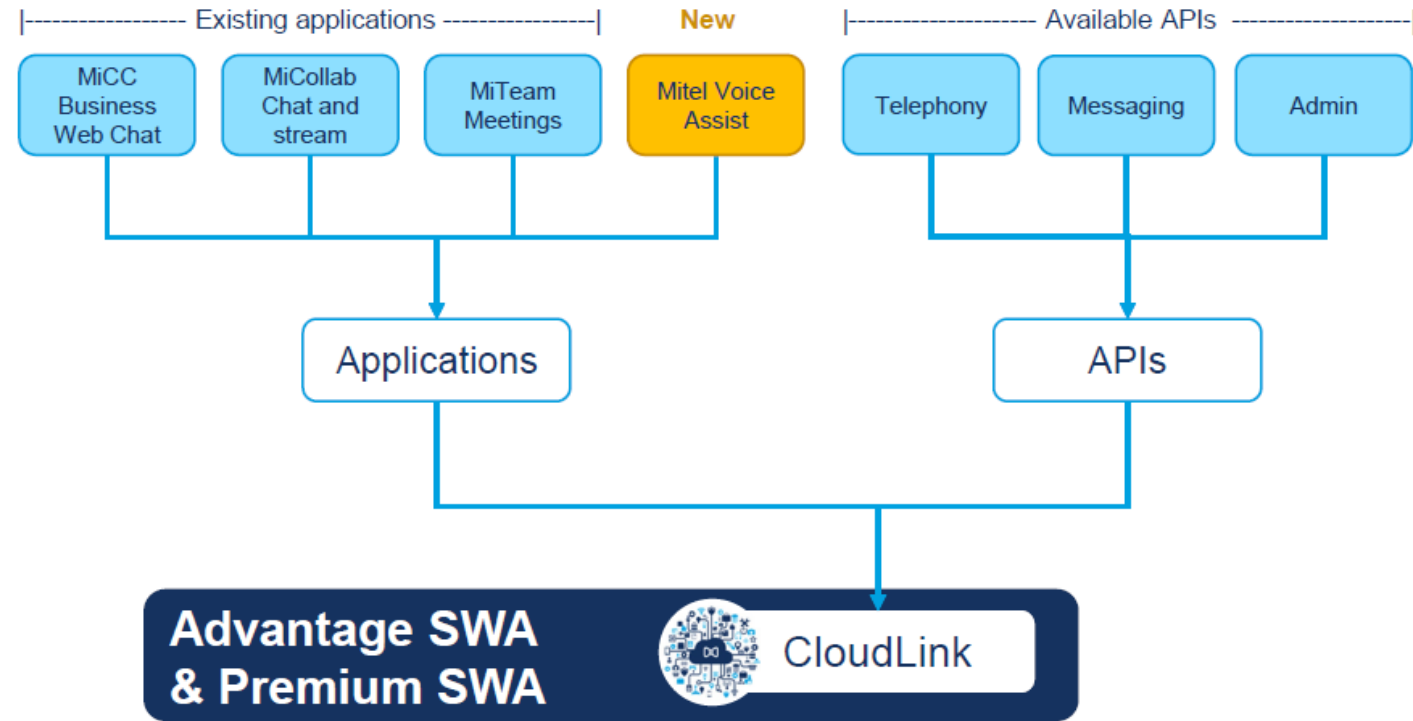 |----------------- Existing applications ----------------|
New
|-------------------- Available APIs -------------------|
MiCC
Business
Web Chat
MiCollab
Chat and
stream
MiTeam
Meetings
Mitel Voice
Assist
Telephony
Messaging
Admin
Applications
APIs
Advantage SWA
& Premium SWA
CloudLink